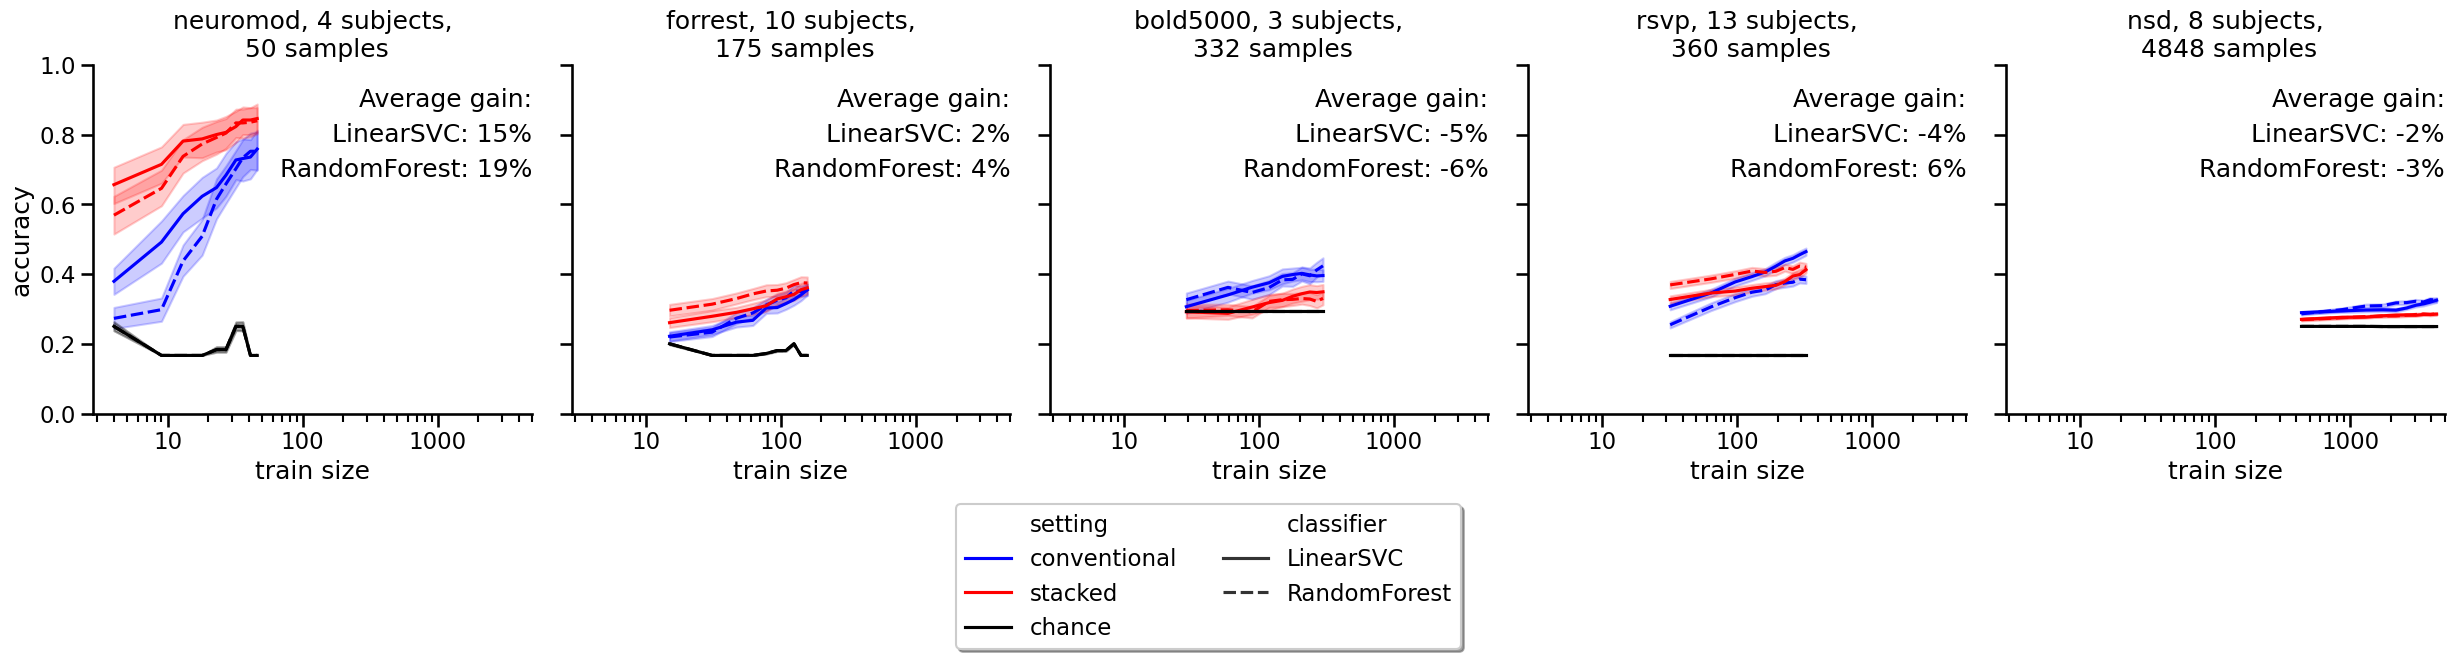 neuromod, 4 subjects,
50 samples
forrest, 10 subjects,
175 samples
bold5000, 3 subjects,
332 samples
rsvp, 13 subjects,
360 samples
nsd, 8 subjects,
4848 samples
accuracy
1.0
0.8
0.6
0.4
0.2
0.0
Average gain:
LinearSVC: 15%
RandomForest: 19%
10 100 1000
train size
Average gain:
LinearSVC: 2%
RandomForest: 4%
10 100 1000
train size
Average gain:
LinearSVC: -5%
RandomForest: -6%
10 100 1000
train size
Average gain:
LinearSVC: -4%
RandomForest: 6%
10 100 1000
train size
Average gain:
LinearSVC: -2%
RandomForest: -3%
10 100 1000
train size
setting
conventional
stacked
chance
classifier
LinearSVC
RandomForest